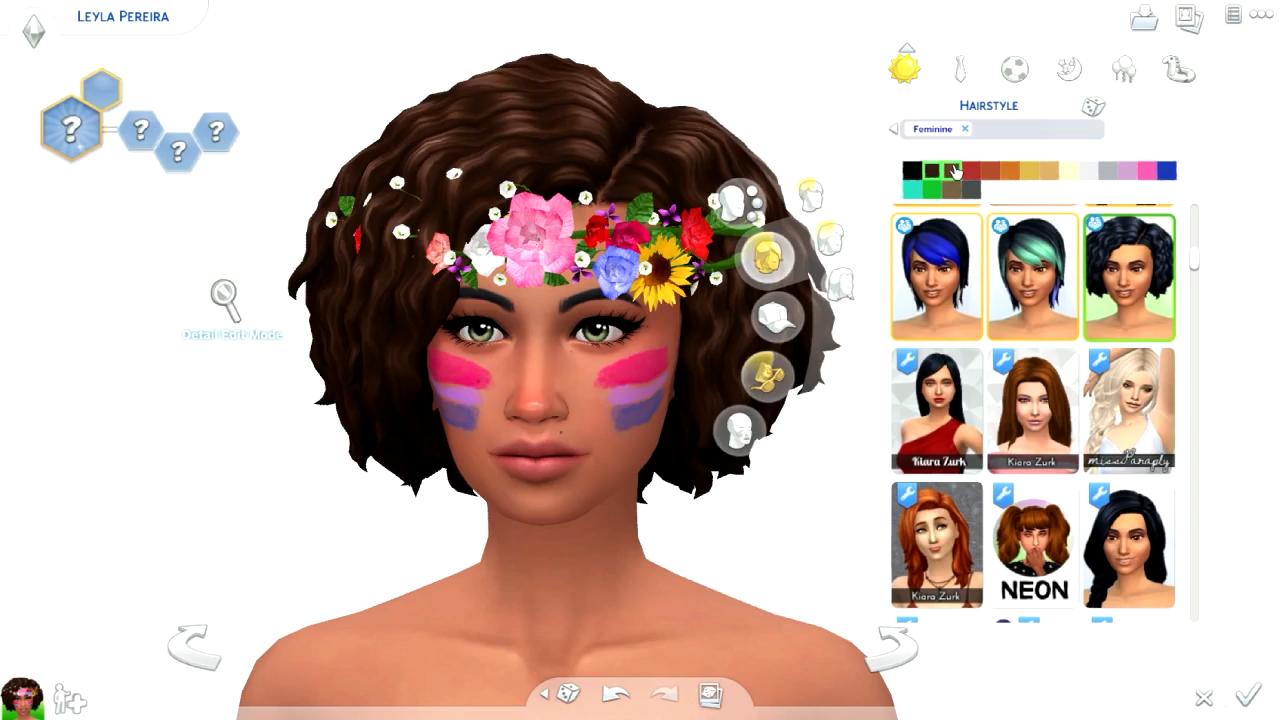 LEYLA PEREIRA
HAIRSTYLE
Feminine
Detail Edit Mode
Kiara Zurk
Kiara Zurk
missParaply
Kiara Zurk
NEON